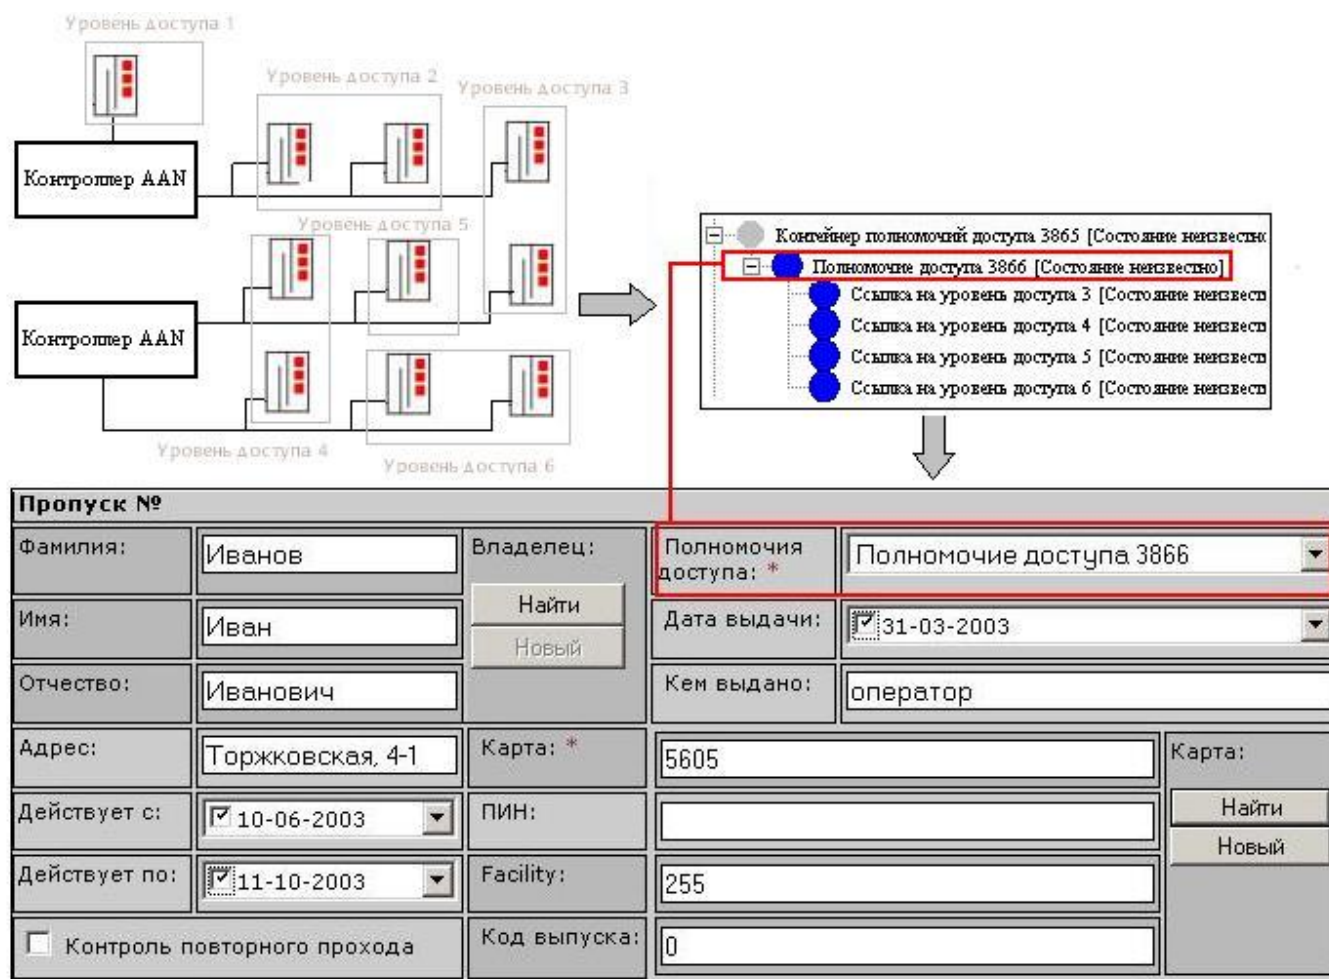 Уровень доступа 1
Уровень доступа 2
Уровень доступа 3
Контроллер AAN
Уровень доступа 5
Контроллер AAN
Уровень доступа 4
Уровень доступа 6
Контейнер полномочий доступа 3865 [Состояние неизвестно
Полномочие доступа 3866 [Состояние неизвестно]
Ссылка на уровень доступа 3 [Состояние неизвестн
Ссылка на уровень доступа 4 [Состояние неизвестн
Ссылка на уровень доступа 5 [Состояние неизвестн
Ссылка на уровень доступа 6 [Состояние неизвестн
Пропуск №
Фамилия:
Иванов
Владелец:
Полномочия
доступа: *
Полномочие доступа 3866
Найти
Имя:
Иван
Новый
Дата выдачи:
31-03-2003
Отчество:
Иванович
Кем выдано:
оператор
Адрес:
Торжковская, 4-1
Карта: *
5605
Карта:
Действует с:
10-06-2003
ПИН:
Найти
Новый
Действует по:
11-10-2003
Facility:
255
Контроль повторного прохода
Код выпуска:
0